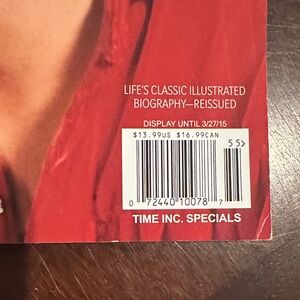 LIFE'S CLASSIC ILLUSTRATED
BIOGRAPHY—REISSUED
DISPLAY UNTIL 3/27/15
$13.99US $16.99CAN
55>
0 72440 10078 7
TIME INC. SPECIALS